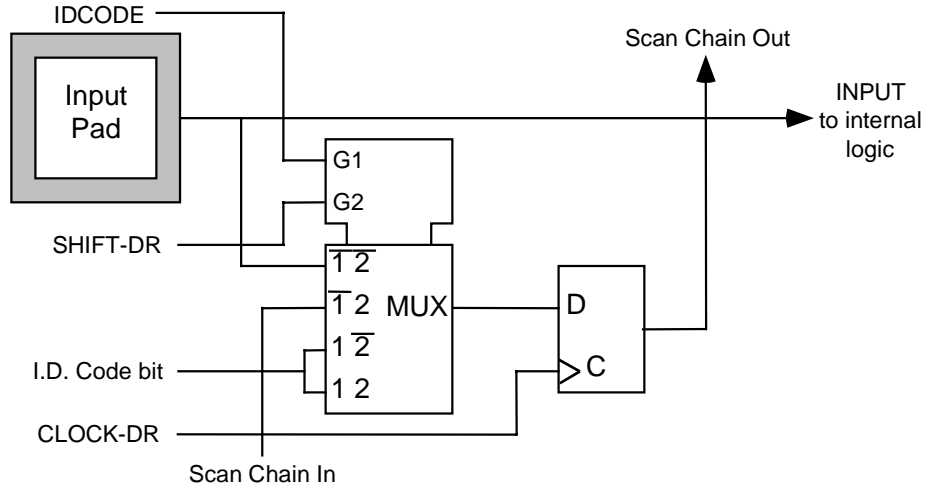 IDCODE
Scan Chain Out
Input
Pad
INPUT
to internal
logic
G1
G2
SHIFT-DR
1 2
1 2
MUX
D
1 2
I.D. Code bit
C
1 2
CLOCK-DR
Scan Chain In